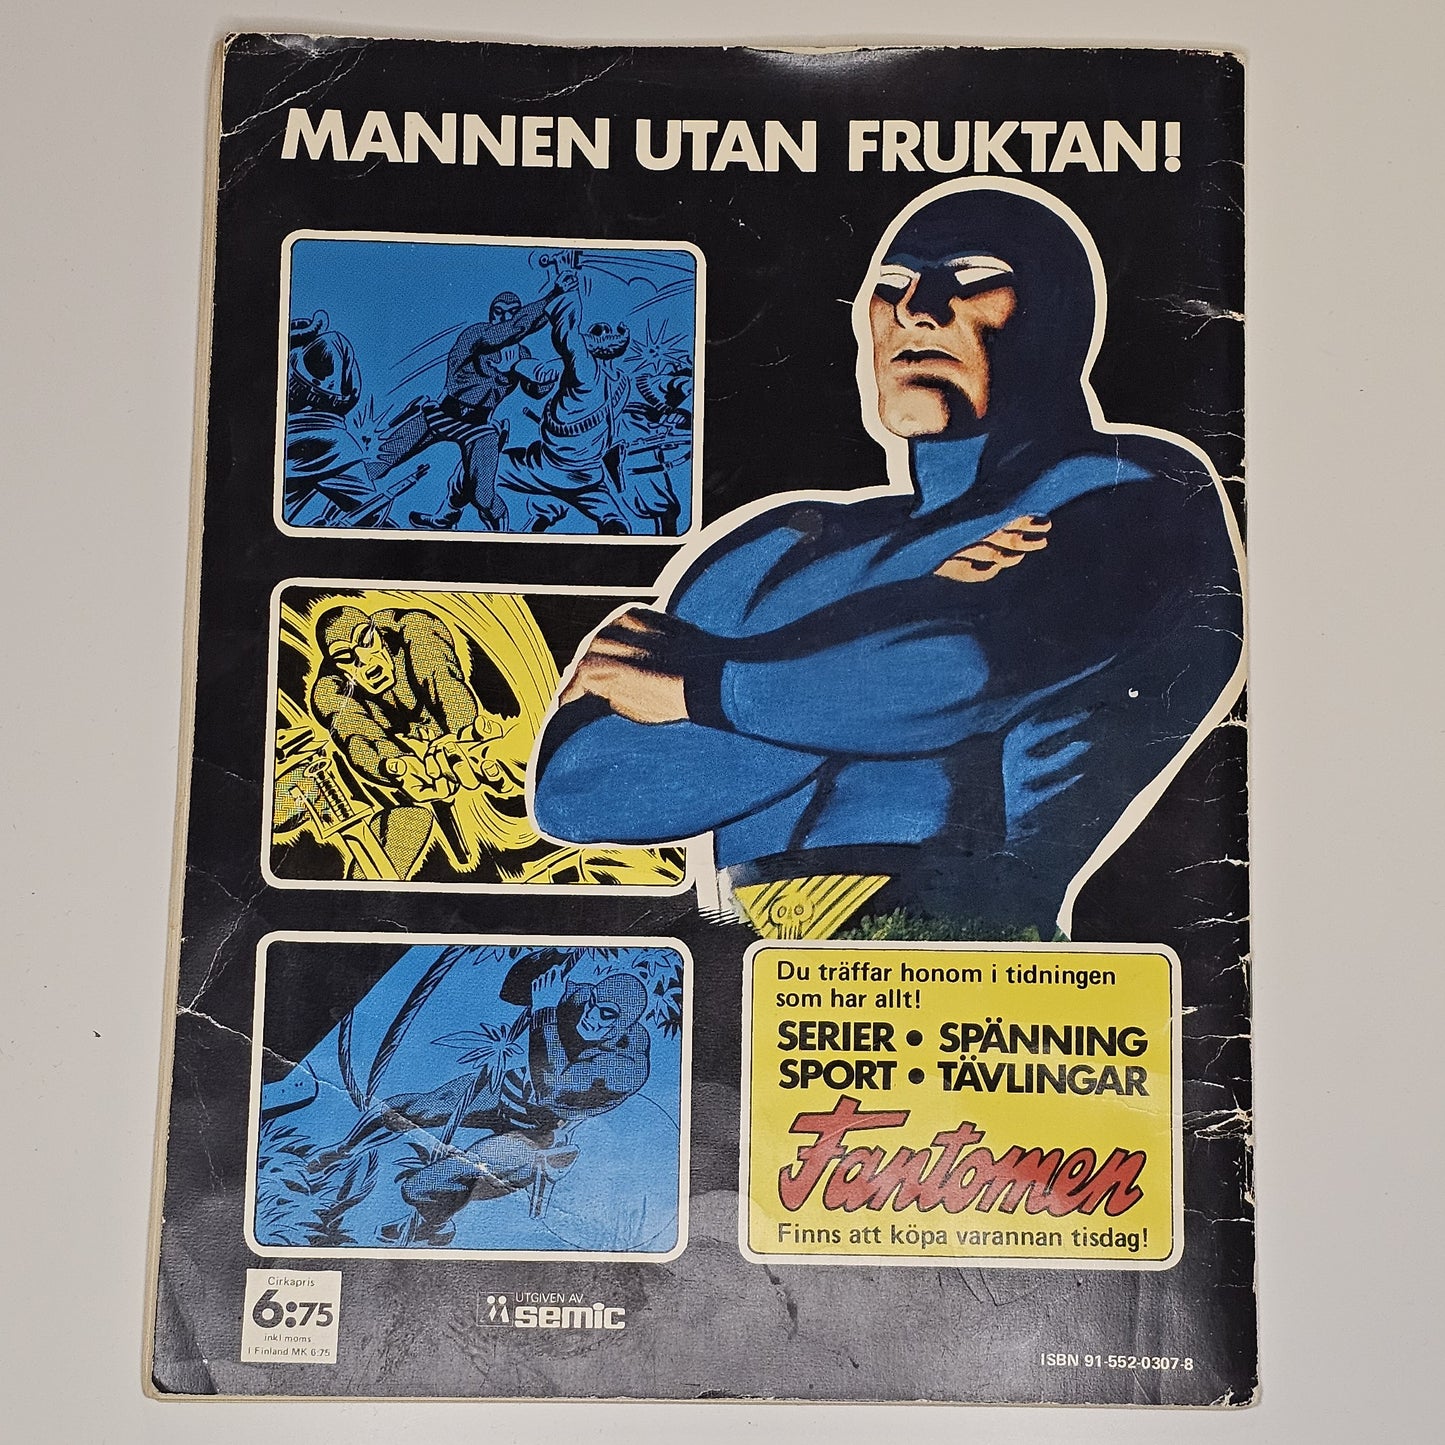 MANNEN UTAN FRUKTAN!
Du träffar honom i tidningen
som har allt!
SERIER • SPÄNNING
SPORT • TÄVLINGAR
Fantomen
Finns att köpa varannan tisdag!
Cirkapris
6:75
inkl moms
I Finland MK 6:75
UTGIVEN AV
semic
ISBN 91-552-0307-8